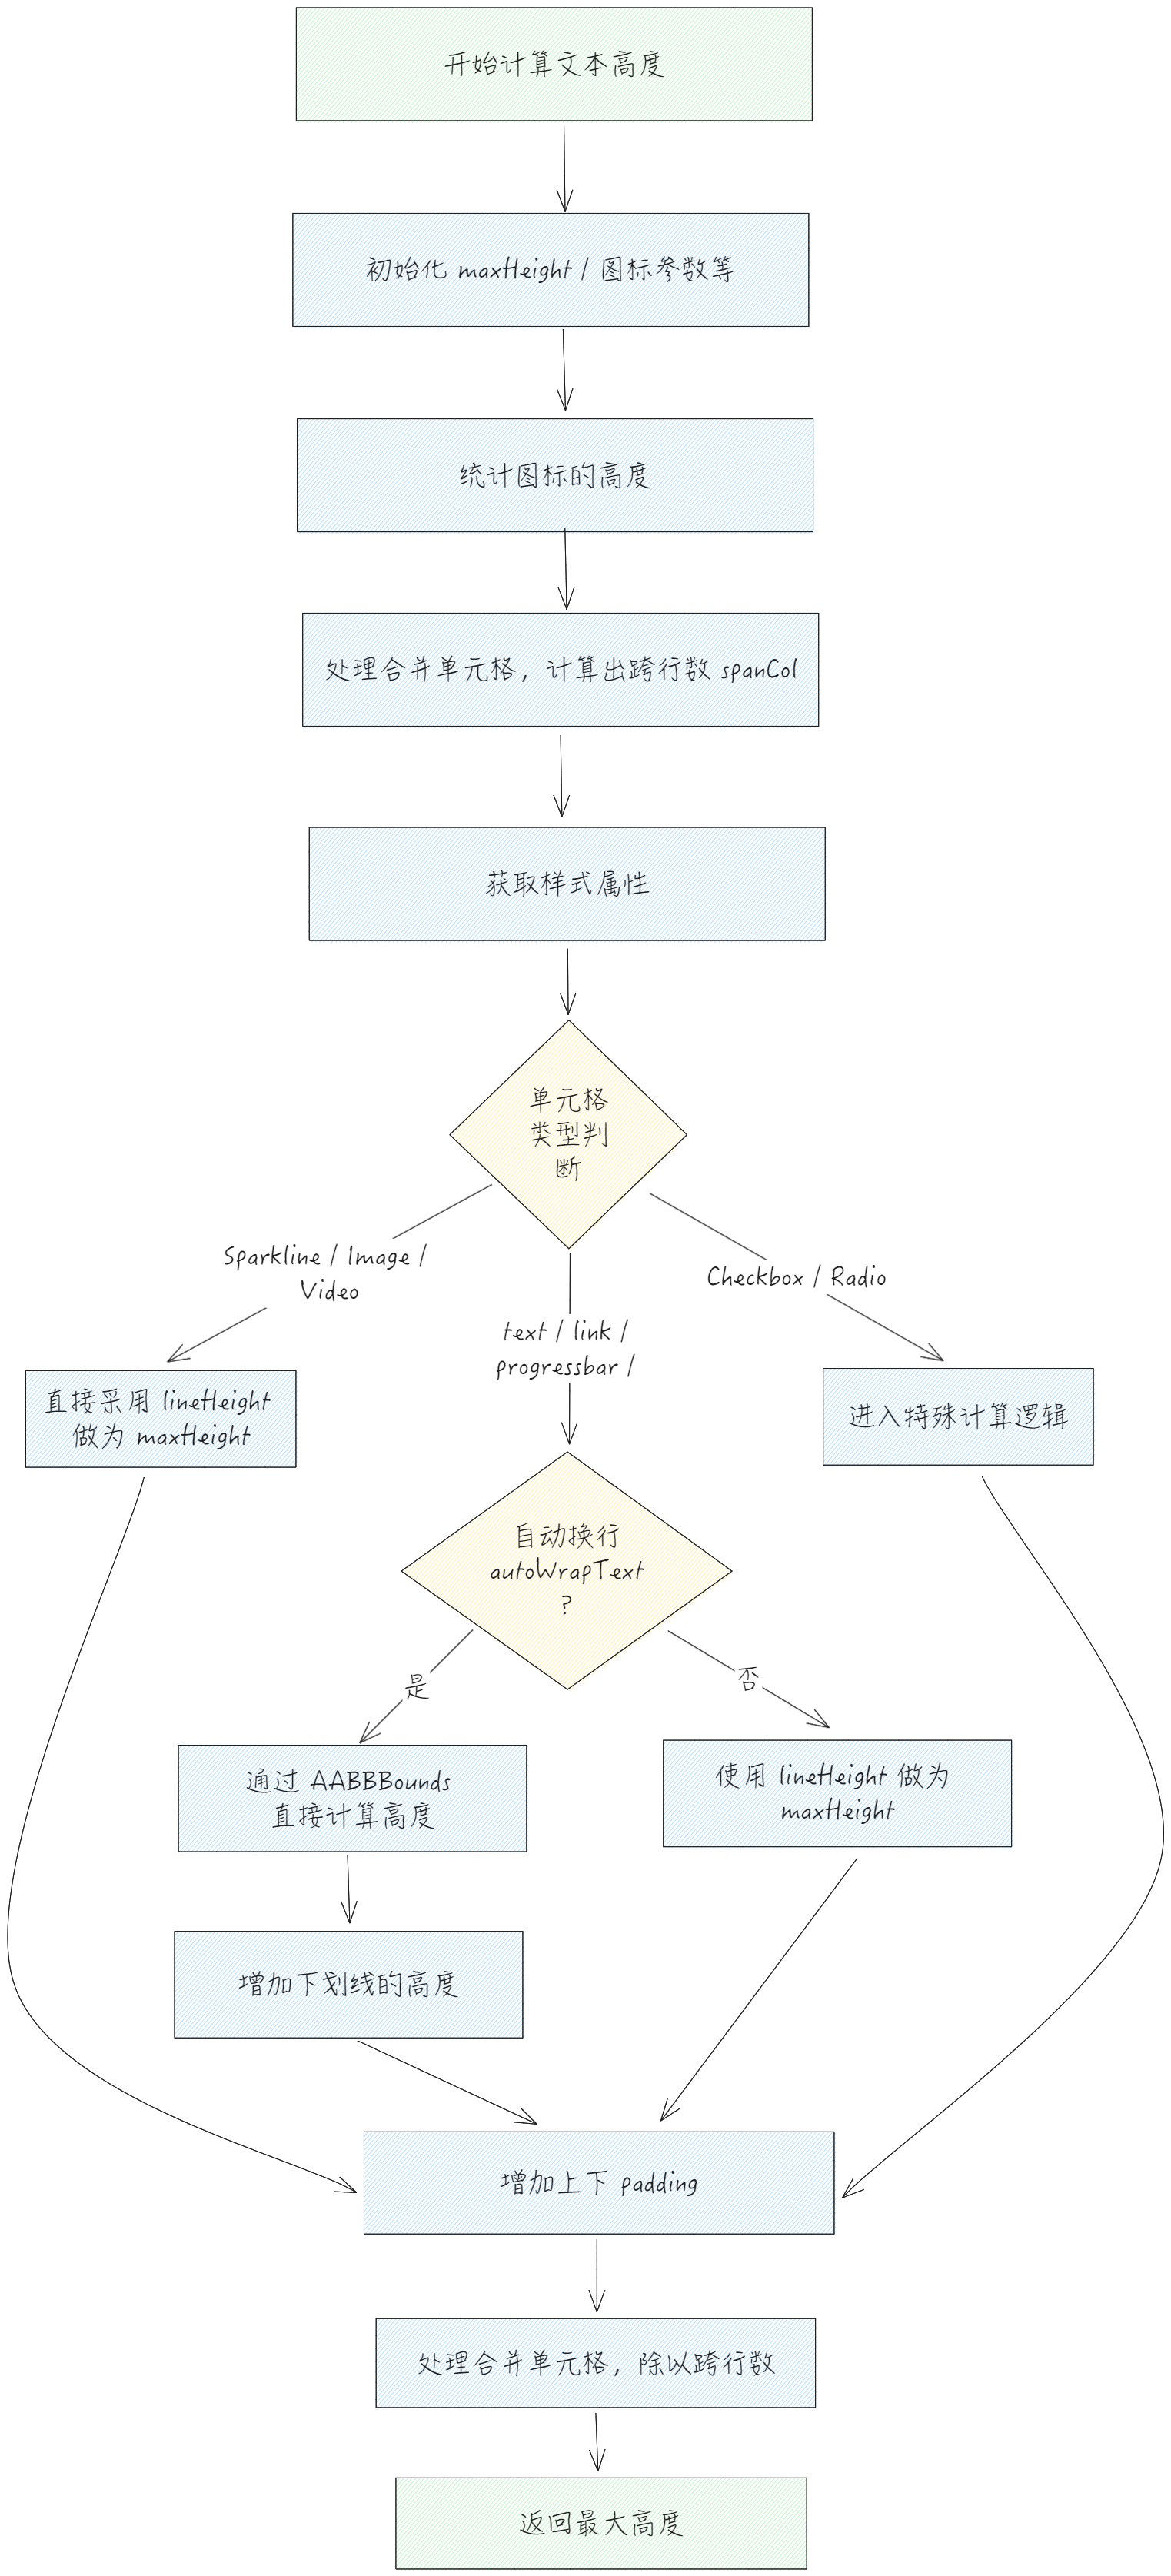 开始计算文本高度
初始化 maxHeight / 图标参数等
统计图标的高度
处理合并单元格，计算出跨行数 spanCol
获取样式属性
单元格
类型判
断
Sparkline / Image /
Video
text / link /
progressbar /
Checkbox / Radio
直接采用 lineHeight
做为 maxHeight
进入特殊计算逻辑
自动换行
autoWrapText
?
是
否
通过 AABBBounds
直接计算高度
使用 lineHeight 做为
maxHeight
增加下划线的高度
增加上下 padding
处理合并单元格，除以跨行数
返回最大高度